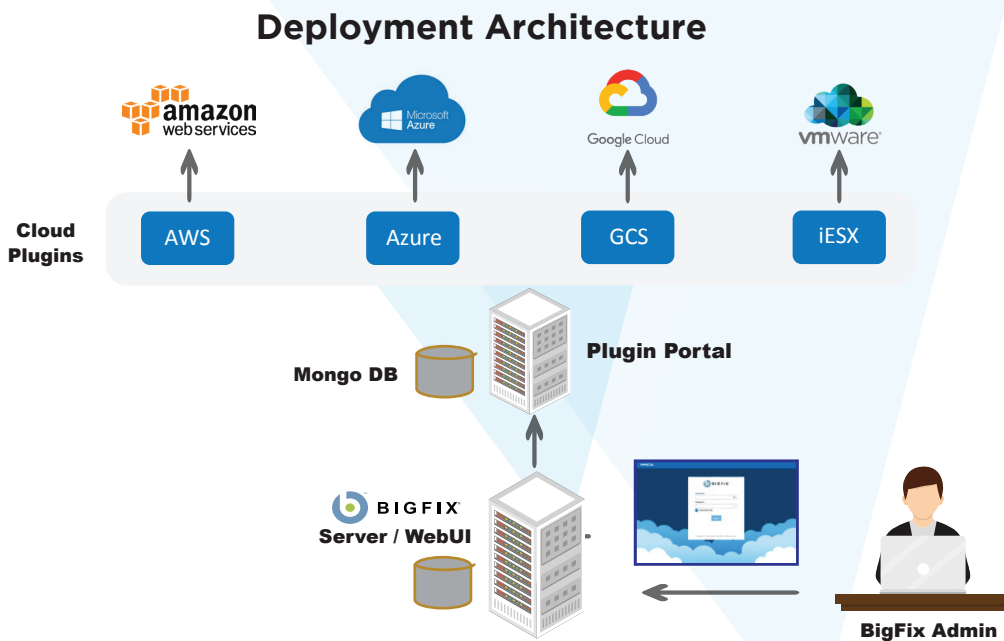 Deployment Architecture
amazon
web services
Microsoft
Azure
Google Cloud
vmware®
Cloud
Plugins
AWS
Azure
GCS
iESX
Mongo DB
Plugin Portal
BIGFIX
Server / WebUI
BIGFIX
BigFix Admin